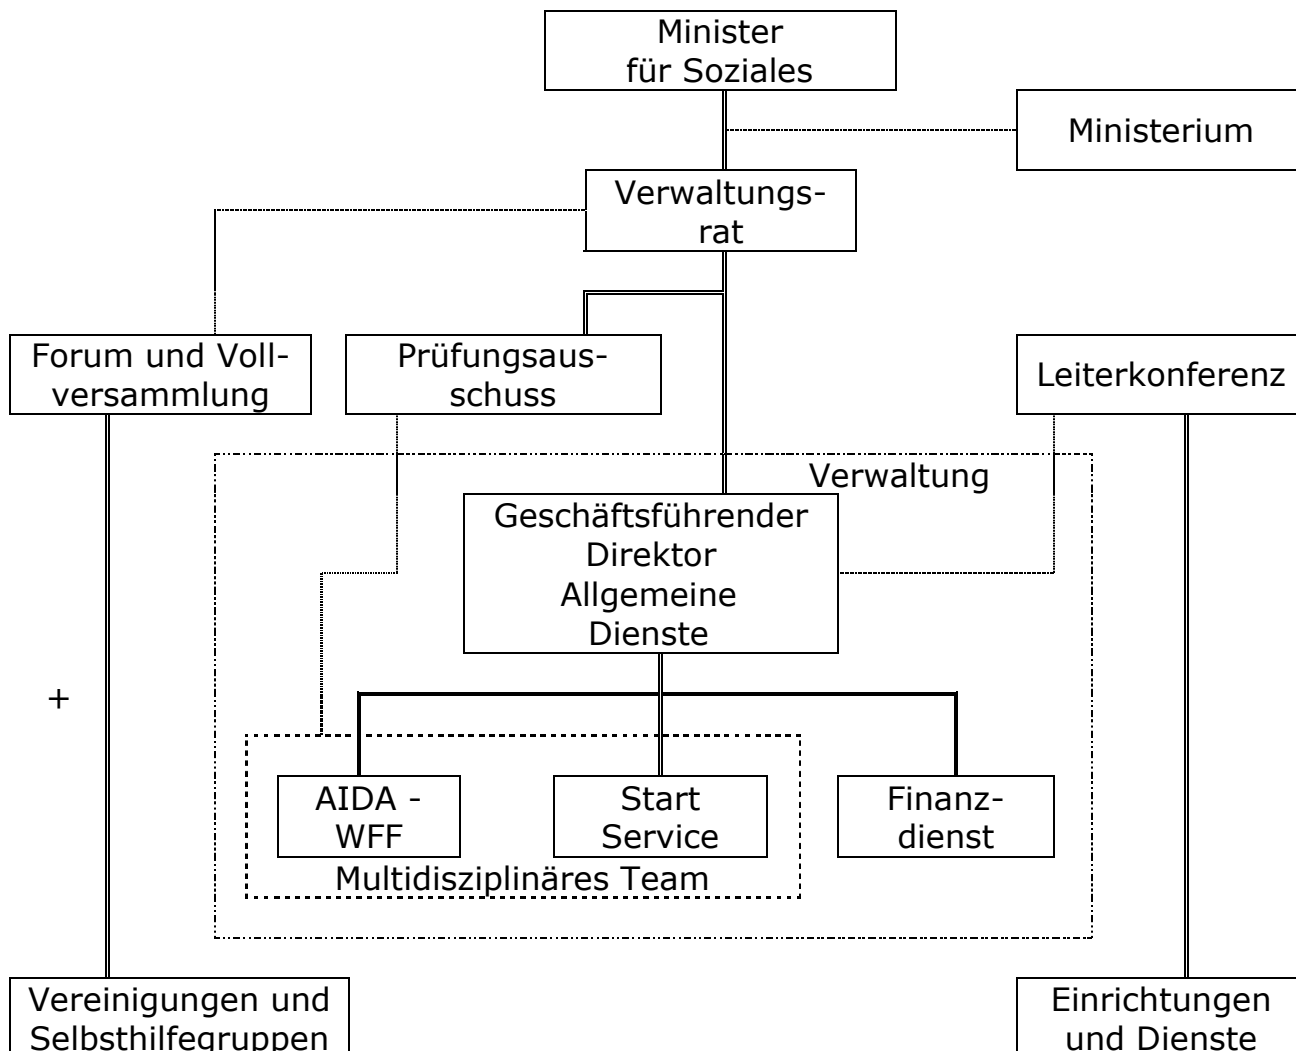 Minister
für Soziales
Ministerium
Verwaltungs-
rat
Forum und Voll-
versammlung
Prüfungsaus-
schuss
Leiterkonferenz
Verwaltung
Geschäftsführender
Direktor
Allgemeine
Dienste
+
AIDA -
WFF
Start
Service
Finanz-
dienst
Multidisziplinäres Team
Vereinigungen und
Selbsthilfegruppen
Einrichtungen
und Dienste